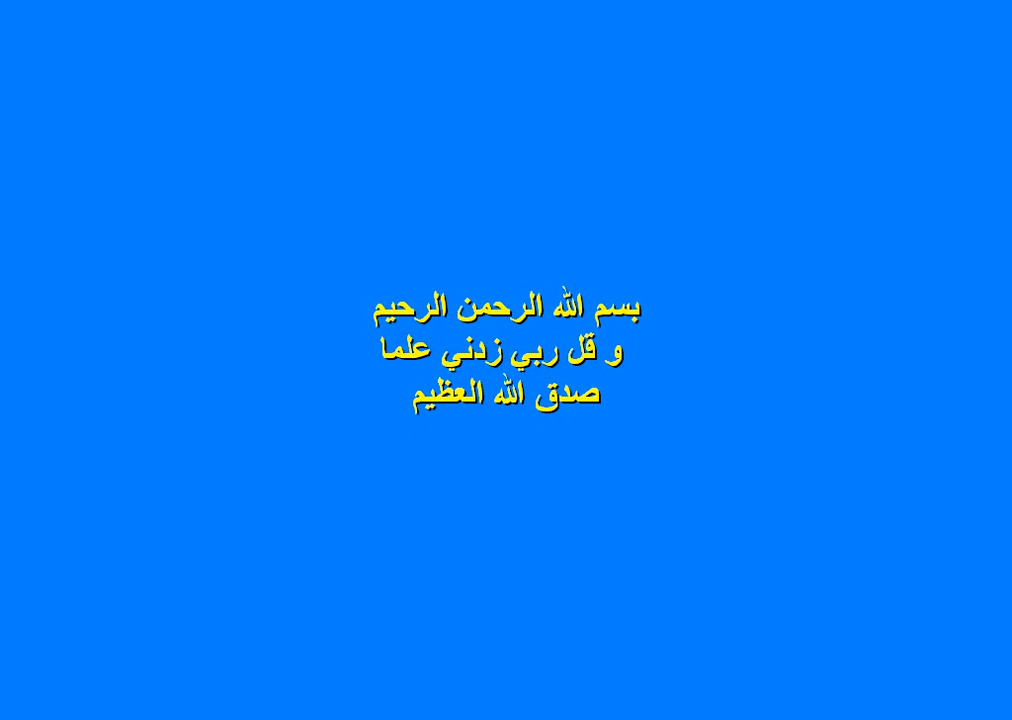 بسم الله الرحمن الرحيم
و قل ربي زدني علما
صدق الله العظيم